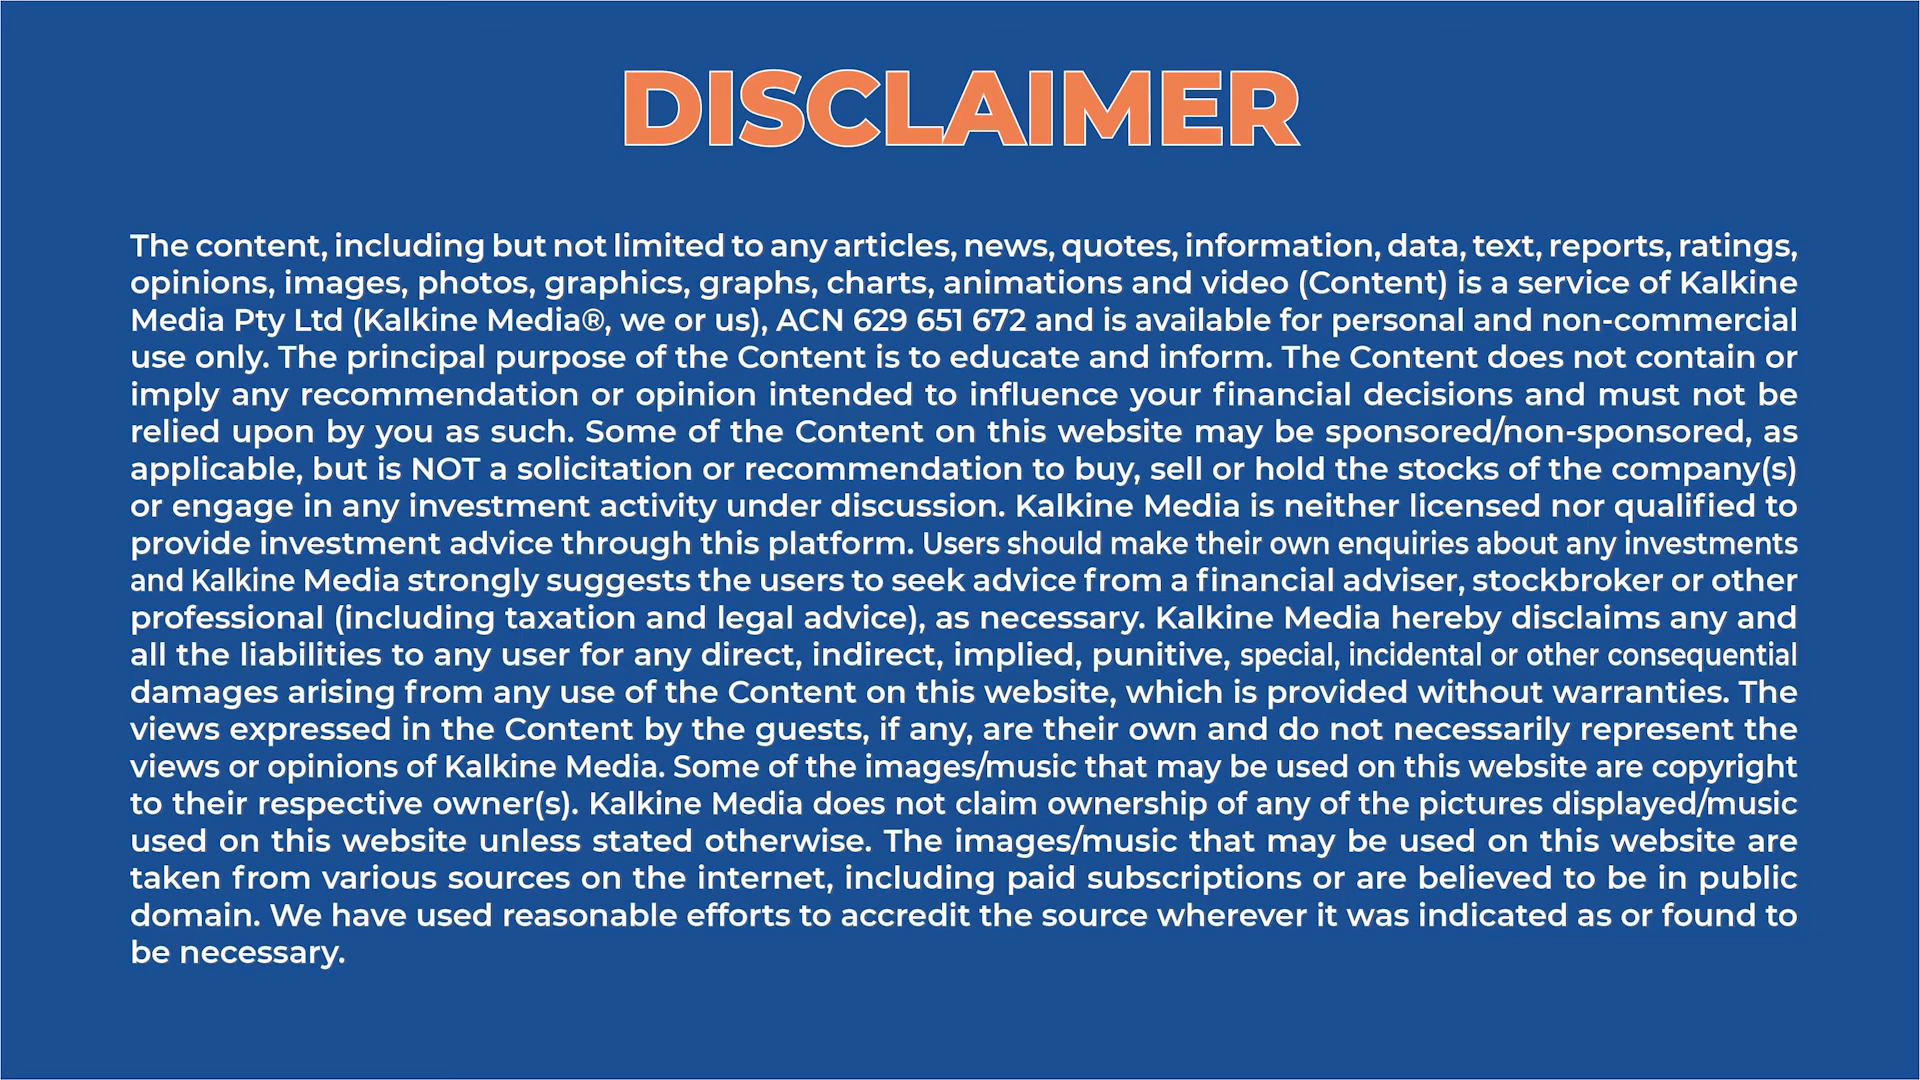 DISCLAIMER
The content, including but not limited to any articles, news, quotes, information, data, text, reports, ratings,
opinions, images, photos, graphics, graphs, charts, animations and video (Content) is a service of Kalkine
Media Pty Ltd (Kalkine Media®, we or us), ACN 629 651 672 and is available for personal and non-commercial
use only. The principal purpose of the Content is to educate and inform. The Content does not contain or
imply any recommendation or opinion intended to influence your financial decisions and must not be
relied upon by you as such. Some of the Content on this website may be sponsored/non-sponsored, as
applicable, but is NOT a solicitation or recommendation to buy, sell or hold the stocks of the company(s)
or engage in any investment activity under discussion. Kalkine Media is neither licensed nor qualified to
provide investment advice through this platform. Users should make their own enquiries about any investments
and Kalkine Media strongly suggests the users to seek advice from a financial adviser, stockbroker or other
professional (including taxation and legal advice), as necessary. Kalkine Media hereby disclaims any and
all the liabilities to any user for any direct, indirect, implied, punitive, special, incidental or other consequential
damages arising from any use of the Content on this website, which is provided without warranties. The
views expressed in the Content by the guests, if any, are their own and do not necessarily represent the
views or opinions of Kalkine Media. Some of the images/music that may be used on this website are copyright
to their respective owner(s). Kalkine Media does not claim ownership of any of the pictures displayed/music
used on this website unless stated otherwise. The images/music that may be used on this website are
taken from various sources on the internet, including paid subscriptions or are believed to be in public
domain. We have used reasonable efforts to accredit the source wherever it was indicated as or found to
be necessary.